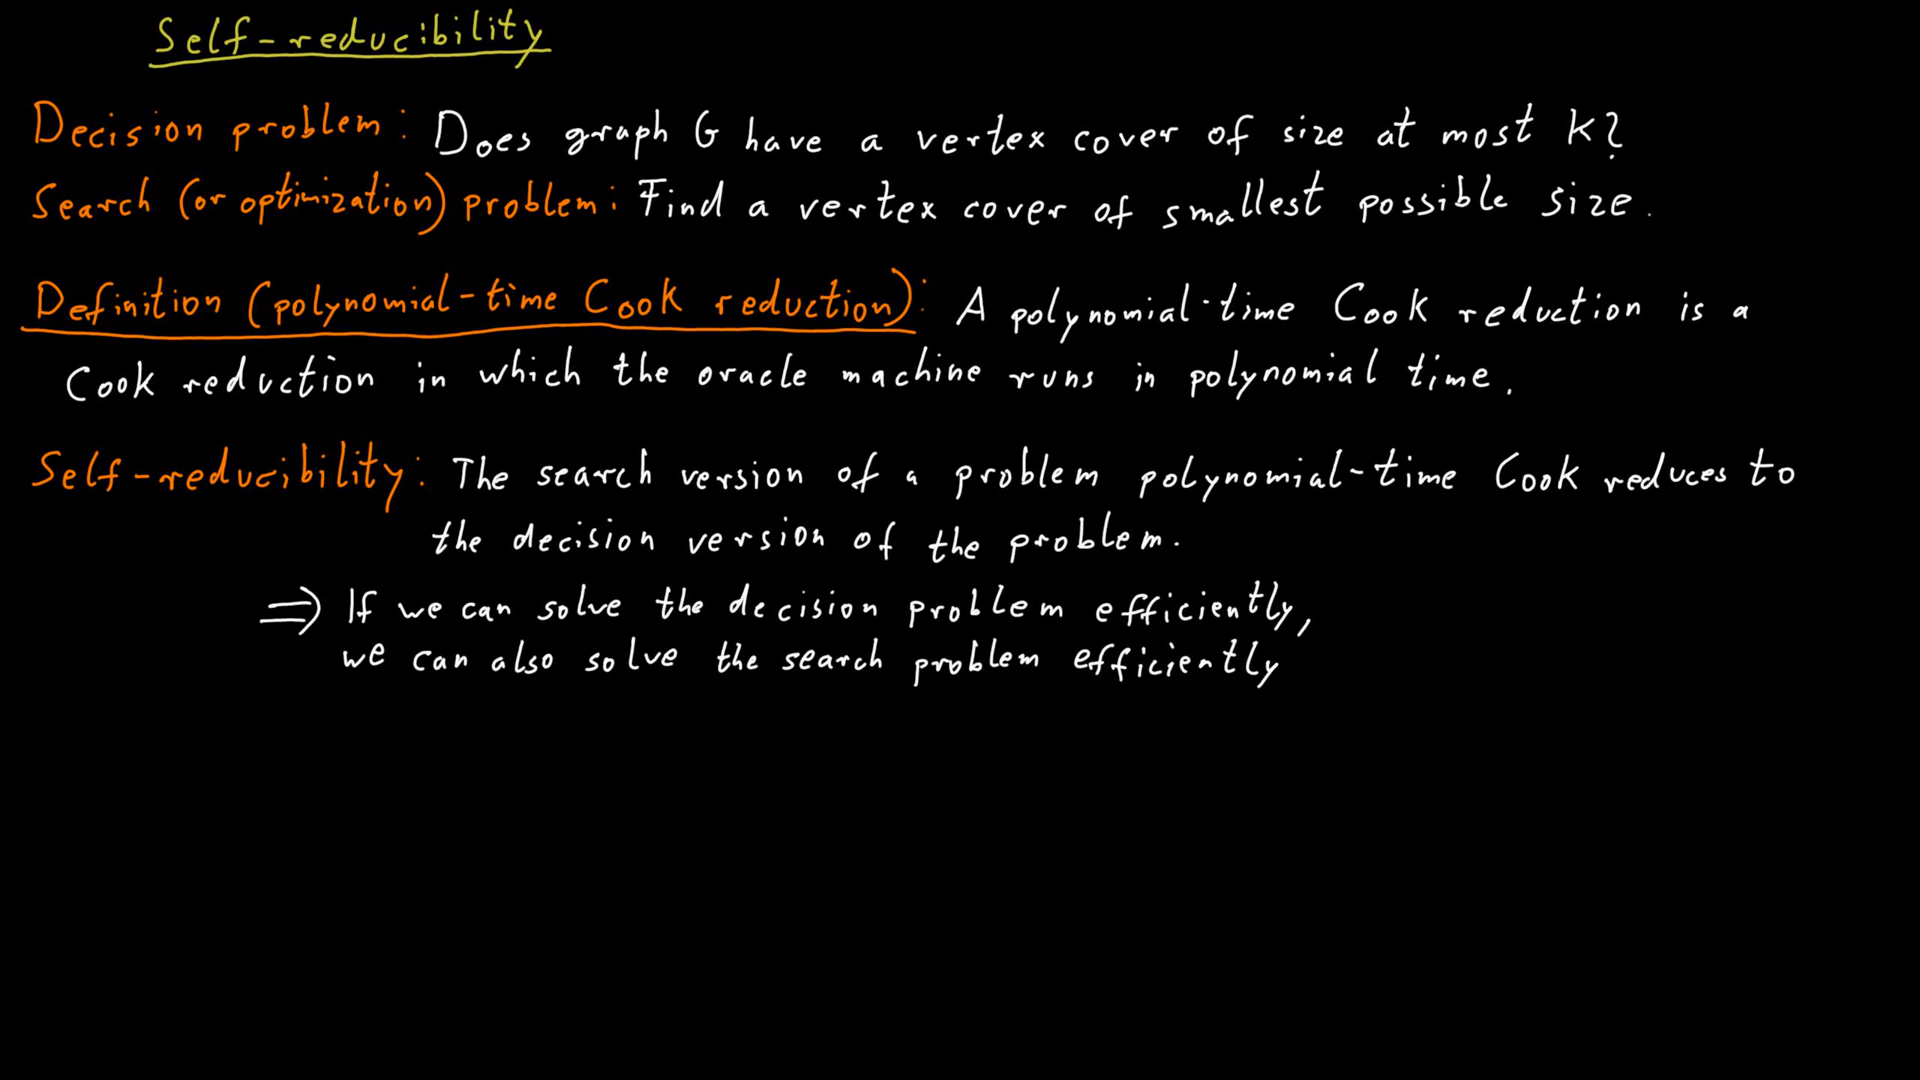 Self-reducibility
Decision problem: Does graph G have a vertex cover of size at most K?
Search (or optimization) problem: Find a vertex cover of smallest possible size.
Definition (polynomial-time Cook reduction): A polynomial-time Cook reduction is a
Cook reduction in which the oracle machine runs in polynomial time.
Self-reducibility: The search version of a problem polynomial-time Cook reduces to
the decision version of the problem.
⇒ If we can solve the decision problem efficiently,
we can also solve the search problem efficiently